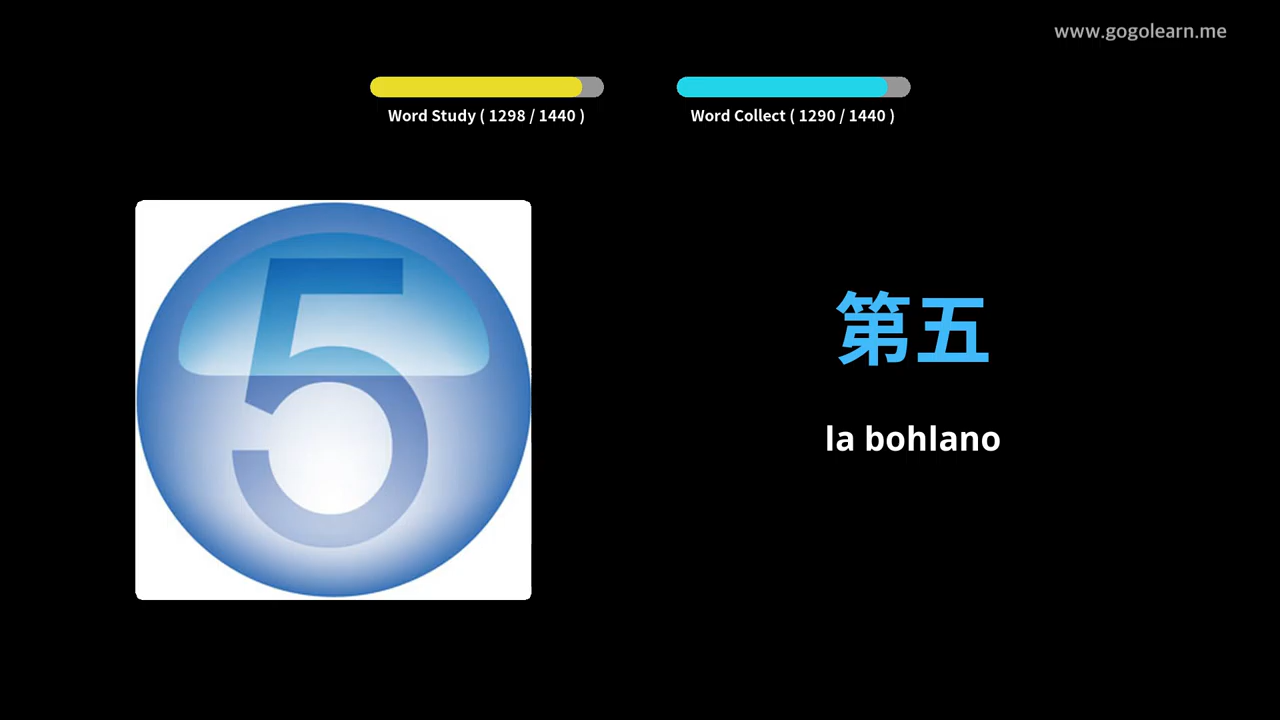 www.gogolearn.me
Word Study ( 1298 / 1440 )
Word Collect ( 1290 / 1440 )
5
第五
la bohlano